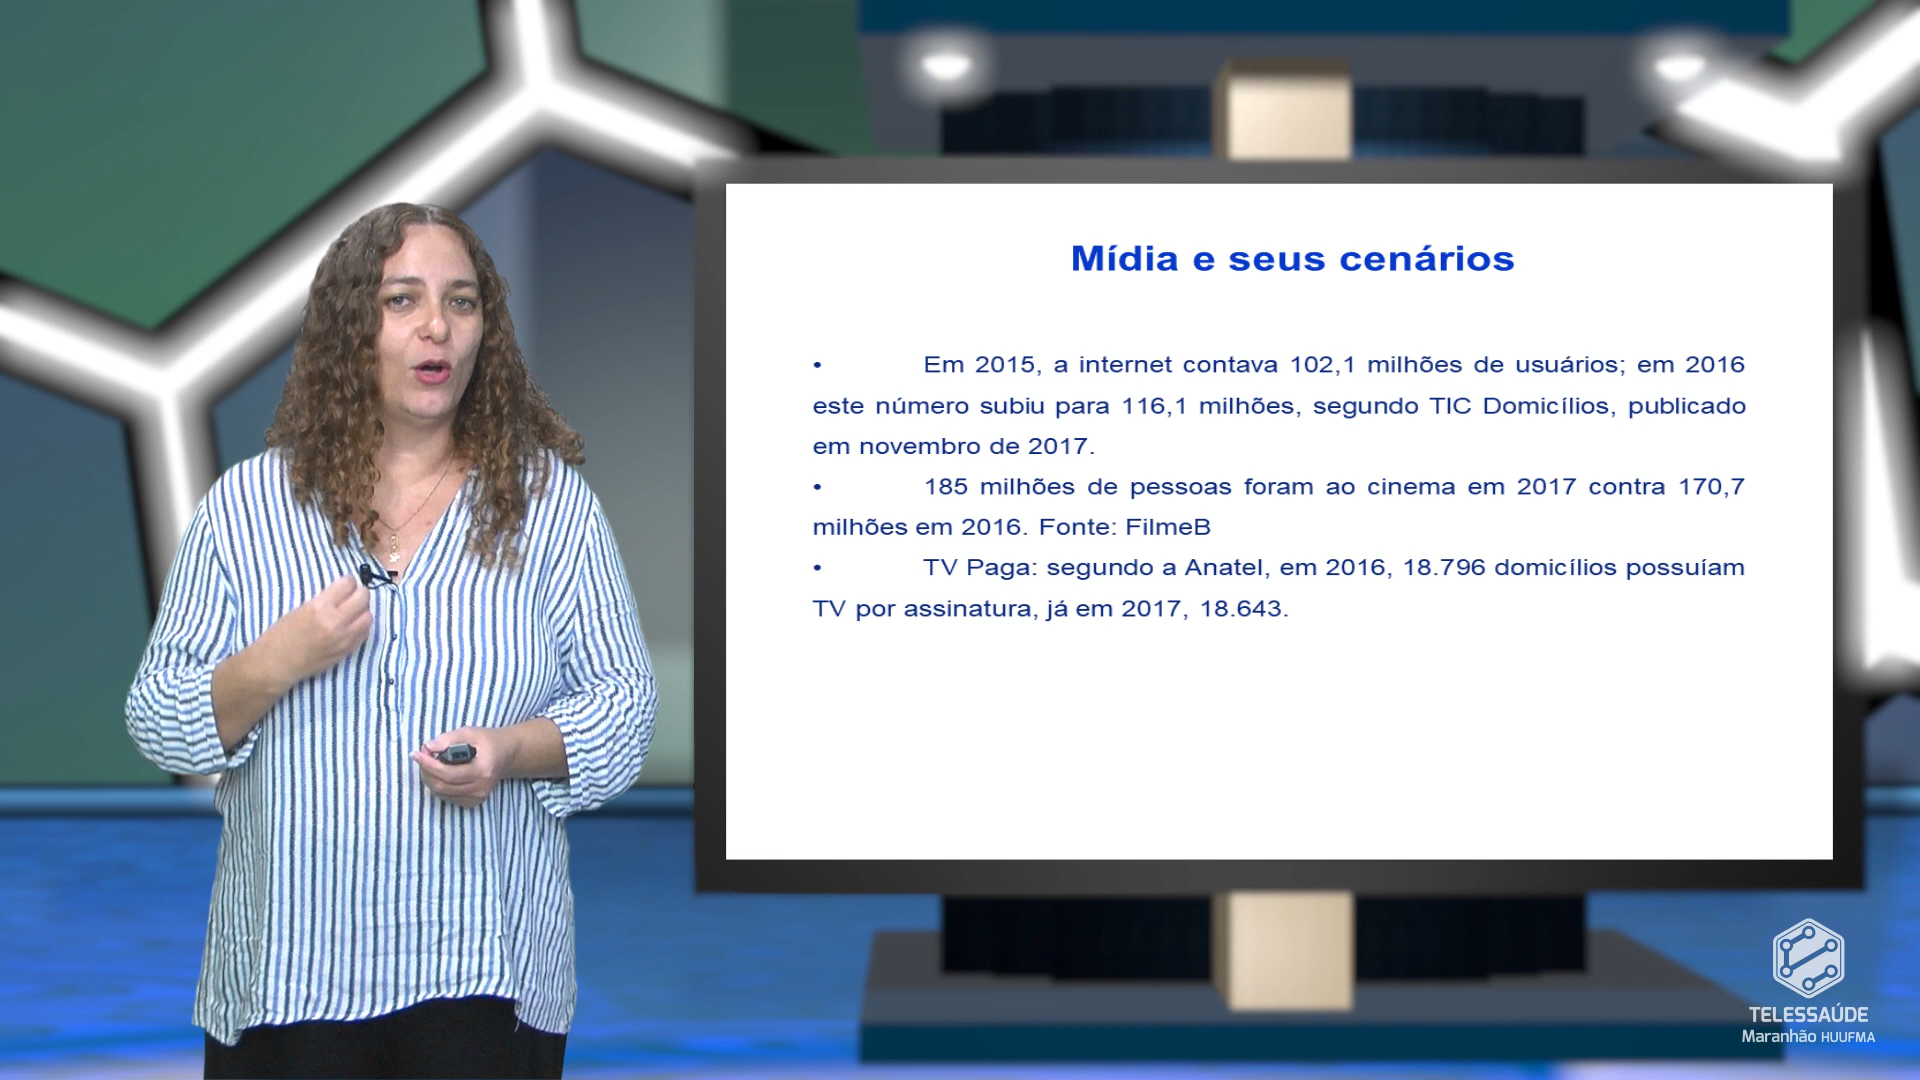 Mídia e seus cenários
• Em 2015, a internet contava 102,1 milhões de usuários; em 2016
este número subiu para 116,1 milhões, segundo TIC Domicílios, publicado
em novembro de 2017.
• 185 milhões de pessoas foram ao cinema em 2017 contra 170,7
milhões em 2016. Fonte: FilmeB
• TV Paga: segundo a Anatel, em 2016, 18.796 domicílios possuíam
TV por assinatura, já em 2017, 18.643.
TELESSAÚDE
Maranhão HUUFMA